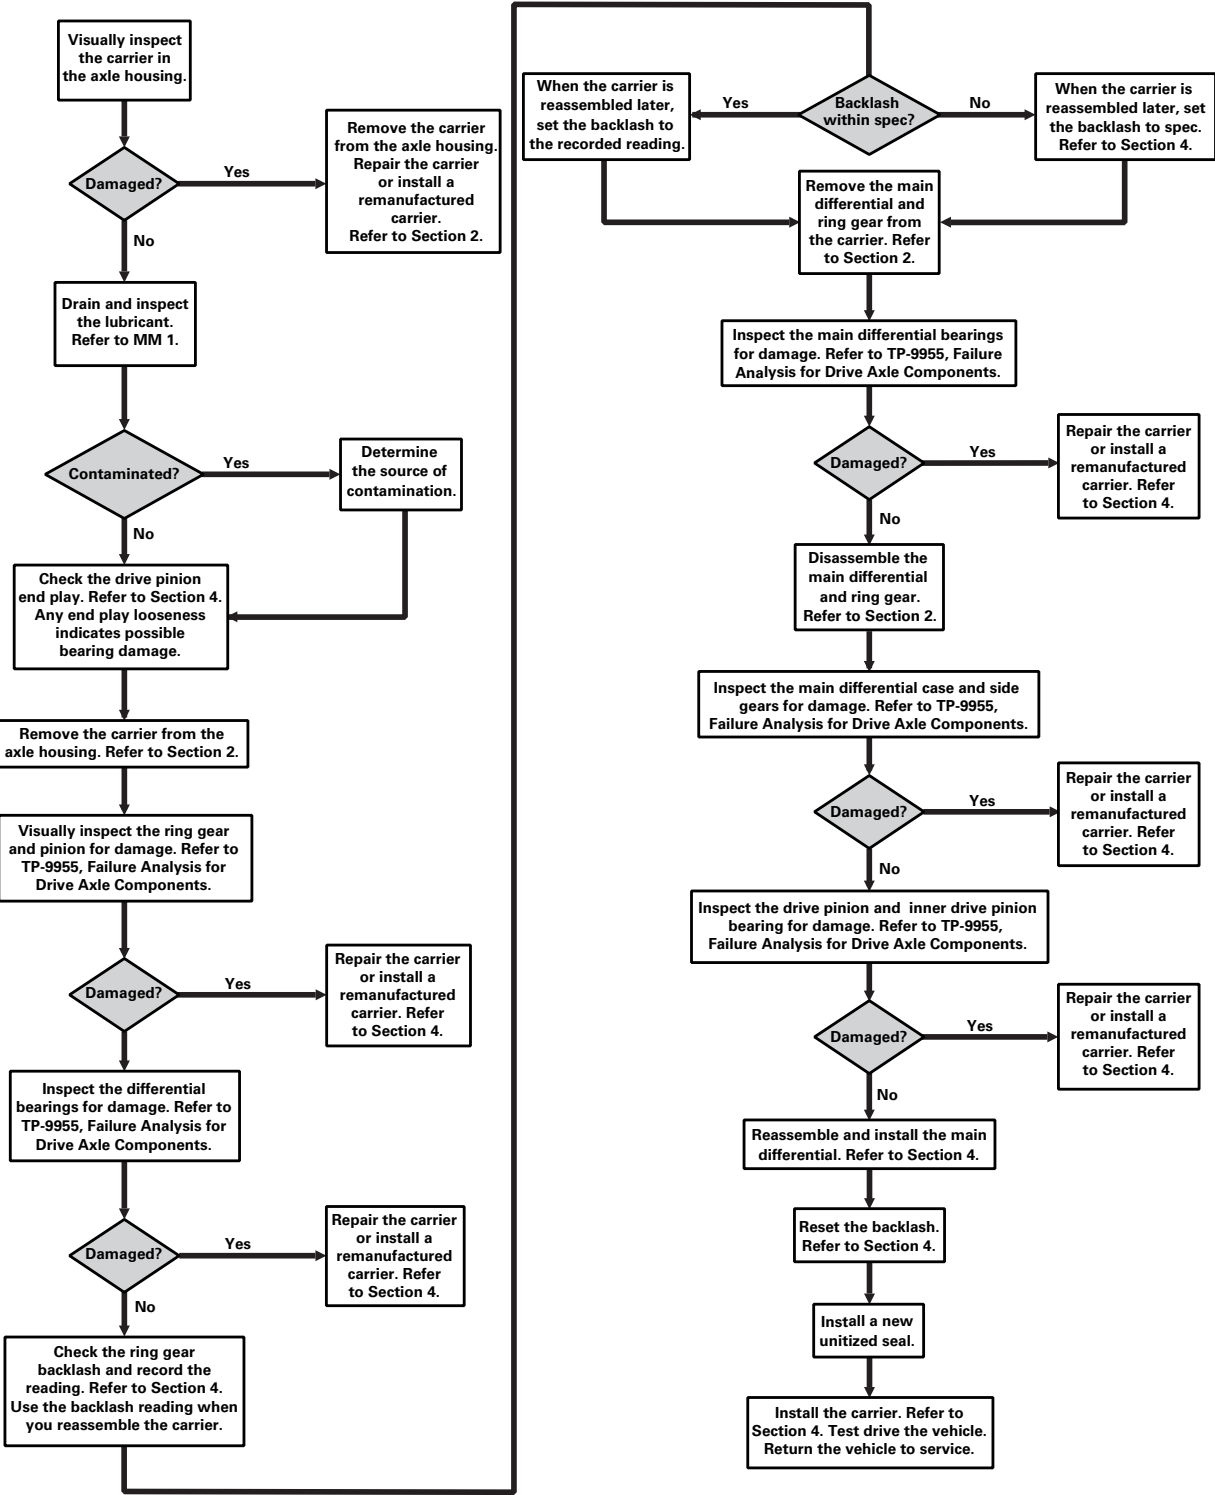 Visually inspect
the carrier in
the axle housing.
Damaged?
Yes
Remove the carrier
from the axle housing.
Repair the carrier
or install a
remanufactured
carrier.
Refer to Section 2.
No
Drain and inspect
the lubricant.
Refer to MM 1.
Contaminated?
Yes
Determine
the source of
contamination.
No
Check the drive pinion
end play. Refer to Section 4.
Any end play looseness
indicates possible
bearing damage.
Remove the carrier from the
axle housing. Refer to Section 2.
Visually inspect the ring gear
and pinion for damage. Refer to
TP-9955, Failure Analysis for
Drive Axle Components.
Damaged?
Yes
Repair the carrier
or install a
remanufactured
carrier. Refer
to Section 4.
Inspect the differential
bearings for damage. Refer to
TP-9955, Failure Analysis for
Drive Axle Components.
Damaged?
Yes
Repair the carrier
or install a
remanufactured
carrier. Refer
to Section 4.
No
Check the ring gear
backlash and record the
reading. Refer to Section 4.
Use the backlash reading when
you reassemble the carrier.
Backlash
within spec?
Yes
When the carrier is
reassembled later,
set the backlash to
the recorded reading.
No
When the carrier is
reassembled later, set
the backlash to spec.
Refer to Section 4.
Remove the main
differential and
ring gear from
the carrier. Refer
to Section 2.
Inspect the main differential bearings
for damage. Refer to TP-9955, Failure
Analysis for Drive Axle Components.
Damaged?
Yes
Repair the carrier
or install a
remanufactured
carrier. Refer
to Section 4.
No
Disassemble the
main differential
and ring gear.
Refer to Section 2.
Inspect the main differential case and side
gears for damage. Refer to TP-9955,
Failure Analysis for Drive Axle Components.
Damaged?
Yes
Repair the carrier
or install a
remanufactured
carrier. Refer
to Section 4.
No
Inspect the drive pinion and inner drive pinion
bearing for damage. Refer to TP-9955,
Failure Analysis for Drive Axle Components.
Damaged?
Yes
Repair the carrier
or install a
remanufactured
carrier. Refer
to Section 4.
No
Reassemble and install the main
differential. Refer to Section 4.
Reset the backlash.
Refer to Section 4.
Install a new
unitized seal.
Install the carrier. Refer to
Section 4. Test drive the vehicle.
Return the vehicle to service.